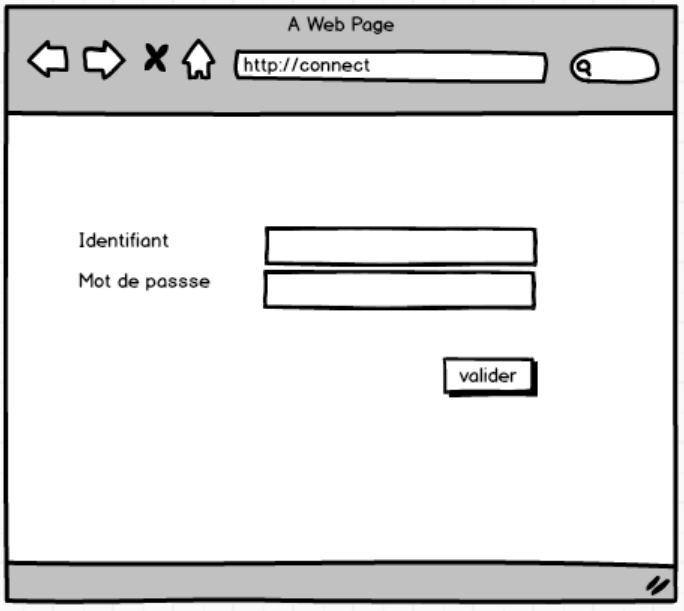 A Web Page
http://connect
Identifiant
Mot de passse
valider